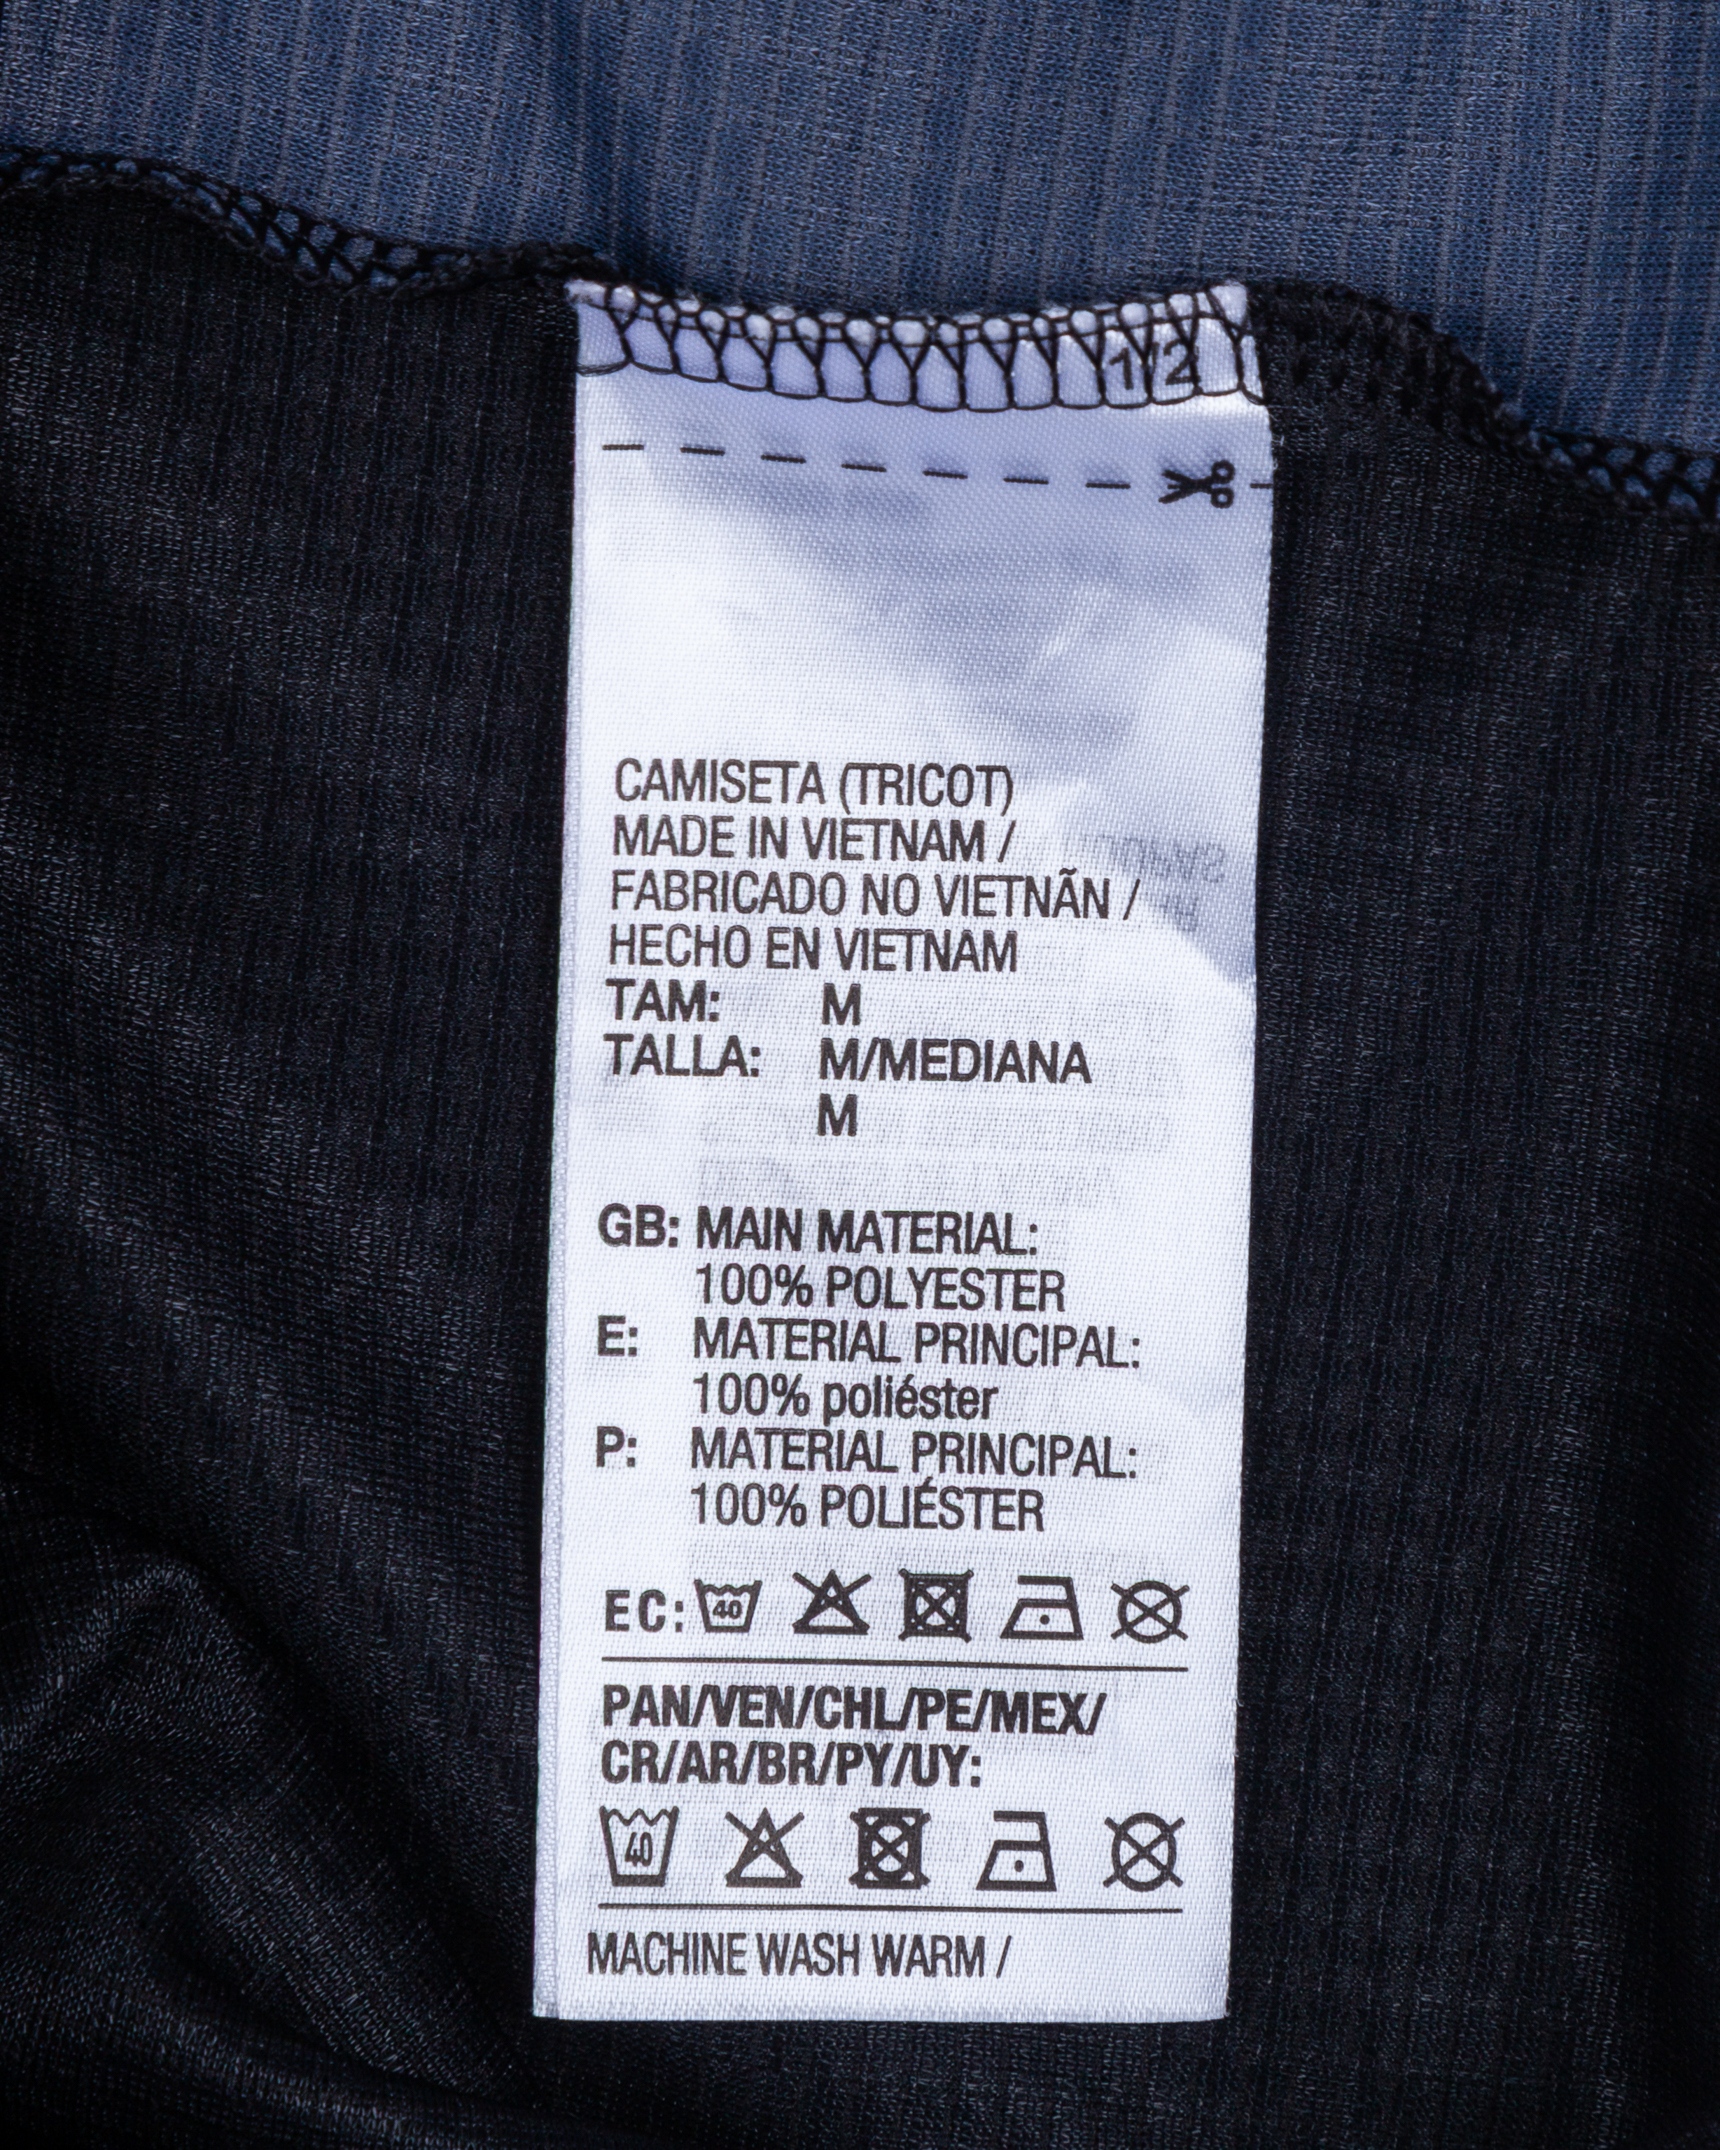 1/2
CAMISETA (TRICOT)
MADE IN VIETNAM /
FABRICADO NO VIETNÃN /
HECHO EN VIETNAM
TAM: M
TALLA: M/MEDIANA
M
GB: MAIN MATERIAL:
100% POLYESTER
E: MATERIAL PRINCIPAL:
100% poliéster
P: MATERIAL PRINCIPAL:
100% POLIÉSTER
EC: 40
PAN/VEN/CHL/PE/MEX/
CR/AR/BR/PY/UY:
40
MACHINE WASH WARM /